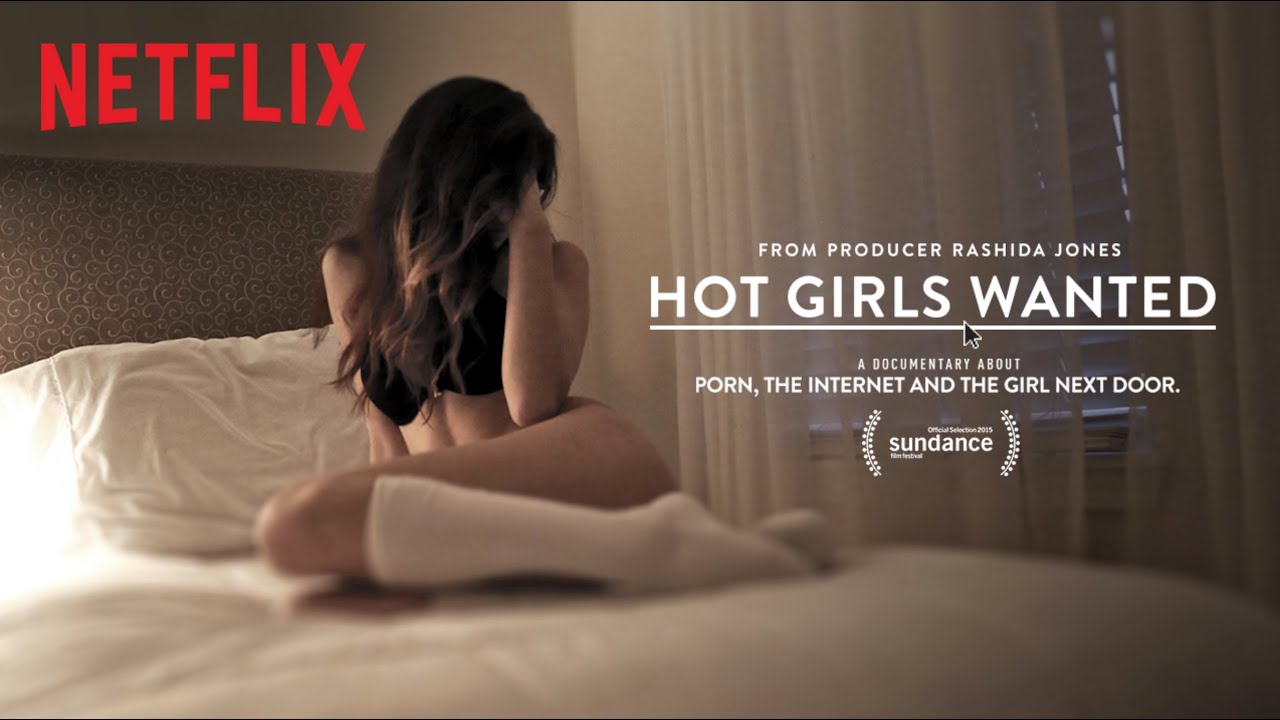 NETFLIX
FROM PRODUCER RASHIDA JONES
HOT GIRLS WANTED
A DOCUMENTARY ABOUT
PORN, THE INTERNET AND THE GIRL NEXT DOOR.
Official Selection 2015
sundance
film festival